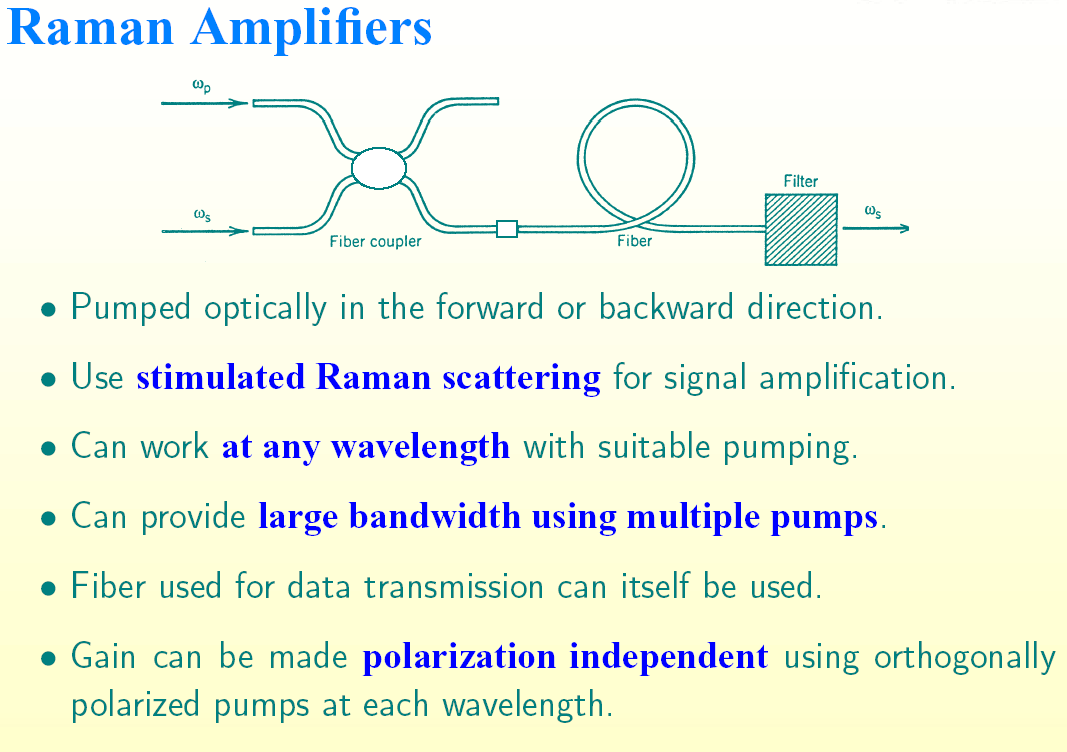 Raman Amplifiers
ωp
ωs
Fiber coupler
Fiber
Filter
ωs
• Pumped optically in the forward or backward direction.
• Use stimulated Raman scattering for signal amplification.
• Can work at any wavelength with suitable pumping.
• Can provide large bandwidth using multiple pumps.
• Fiber used for data transmission can itself be used.
• Gain can be made polarization independent using orthogonally
polarized pumps at each wavelength.